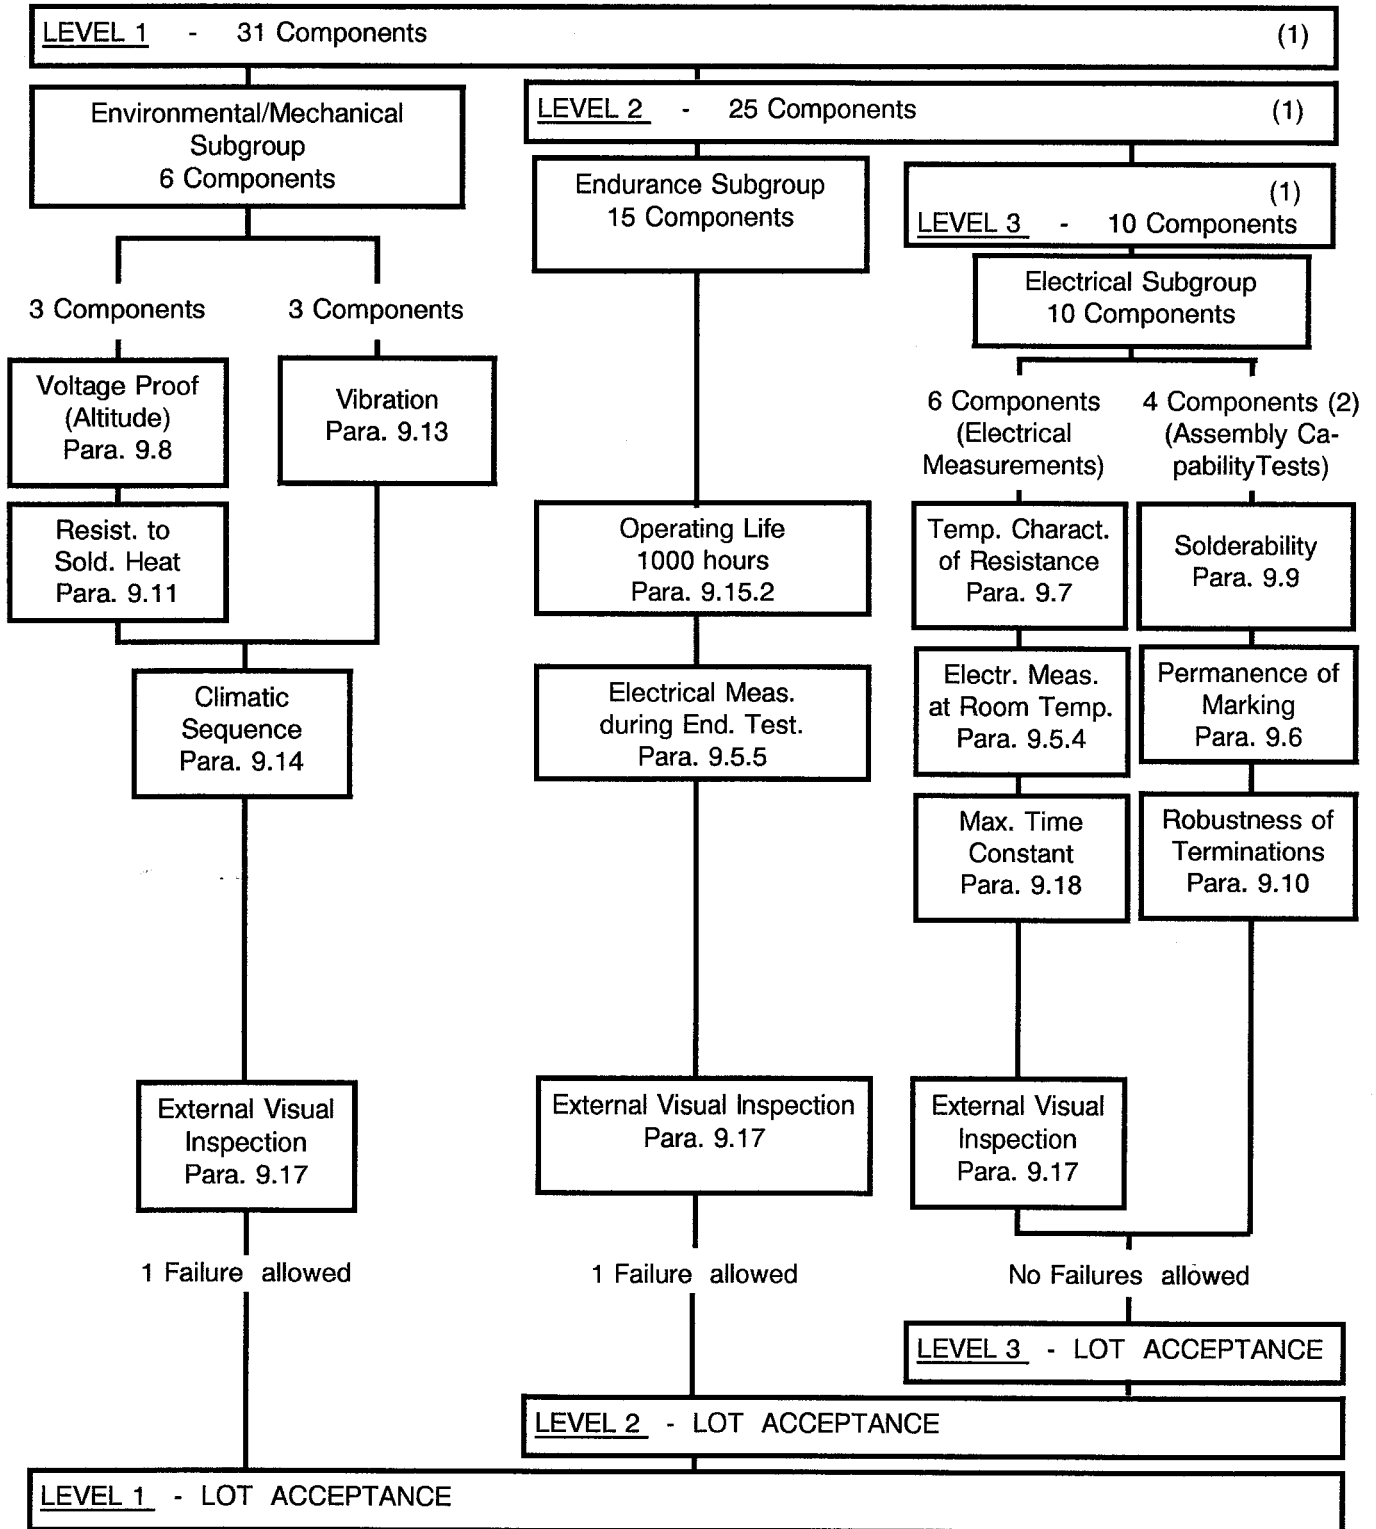 LEVEL 1 - 31 Components (1)
Environmental/Mechanical
Subgroup
6 Components
LEVEL 2 - 25 Components (1)
Endurance Subgroup
15 Components
(1)
LEVEL 3 - 10 Components
Electrical Subgroup
10 Components
3 Components
3 Components
6 Components
(Electrical
Measurements)
4 Components (2)
(Assembly Ca-
pabilityTests)
Voltage Proof
(Altitude)
Para. 9.8
Vibration
Para. 9.13
Resist. to
Sold. Heat
Para. 9.11
Operating Life
1000 hours
Para. 9.15.2
Temp. Charact.
of Resistance
Para. 9.7
Solderability
Para. 9.9
Climatic
Sequence
Para. 9.14
Electrical Meas.
during End. Test.
Para. 9.5.5
Electr. Meas.
at Room Temp.
Para. 9.5.4
Permanence of
Marking
Para. 9.6
Max. Time
Constant
Para. 9.18
Robustness of
Terminations
Para. 9.10
External Visual
Inspection
Para. 9.17
External Visual Inspection
Para. 9.17
External Visual
Inspection
Para. 9.17
1 Failure allowed
1 Failure allowed
No Failures allowed
LEVEL 3 - LOT ACCEPTANCE
LEVEL 2 - LOT ACCEPTANCE
LEVEL 1 - LOT ACCEPTANCE